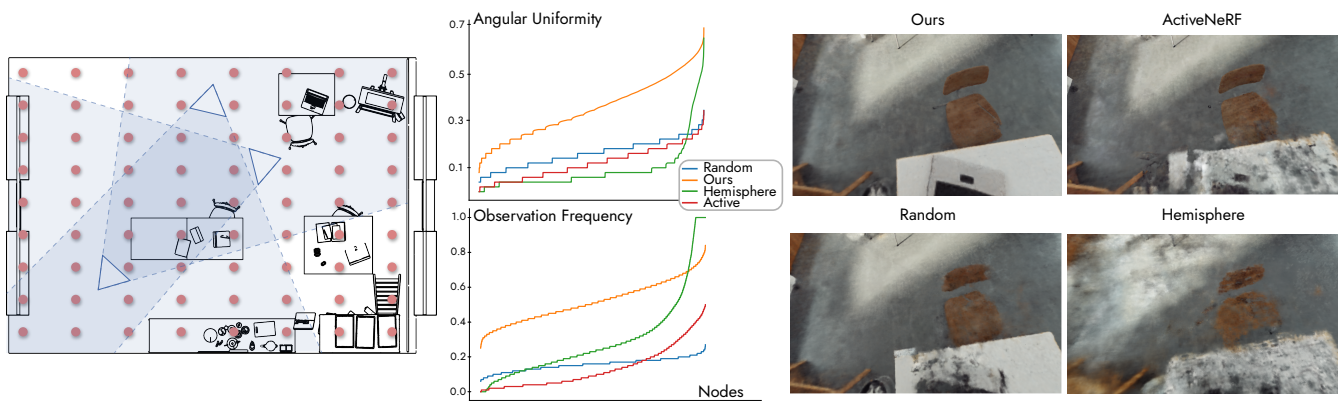 Angular Uniformity
0.7
0.5
0.3
0.1
Random
Ours
Hemisphere
Active
Observation Frequency
1.0
0.8
0.6
0.4
0.2
0.0
Nodes
Ours
ActiveNeRF
Random
Hemisphere